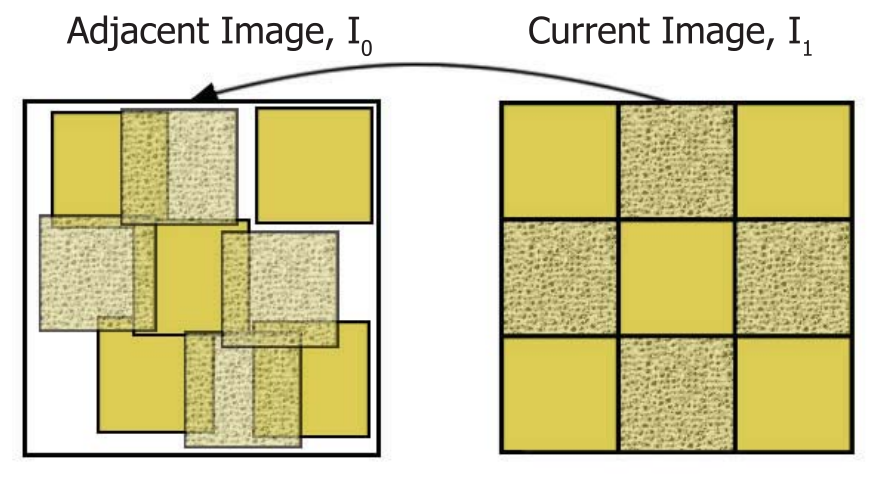 Adjacent Image, I₀
Current Image, I₁